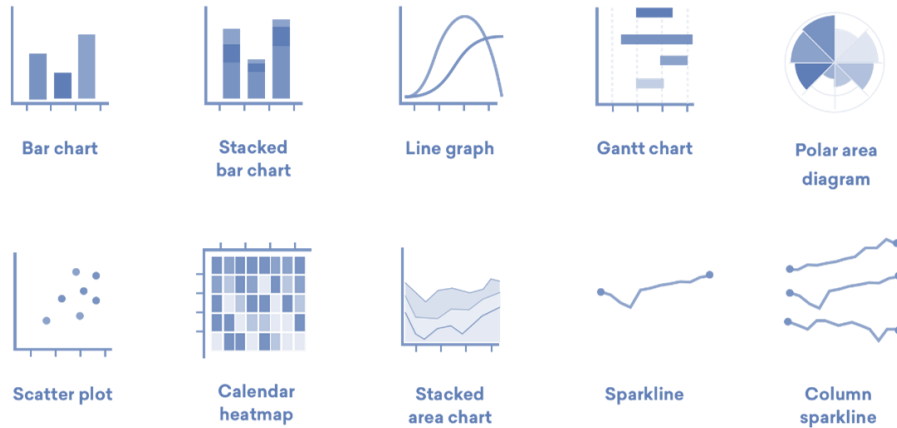 Bar chart
Stacked
bar chart
Line graph
Gantt chart
Polar area
diagram
Scatter plot
Calendar
heatmap
Stacked
area chart
Sparkline
Column
sparkline